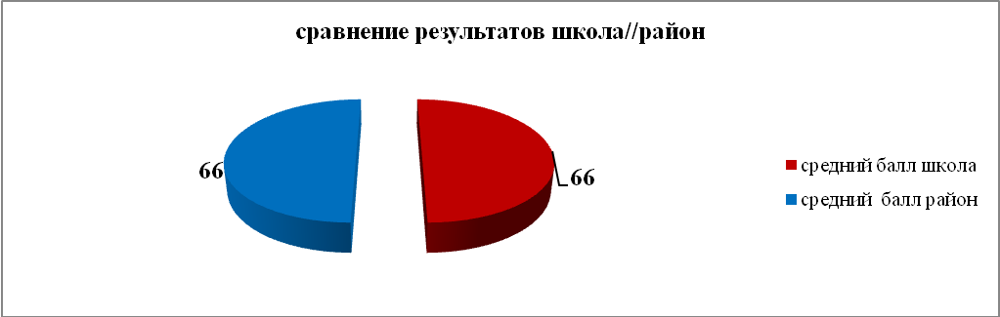 сравнение результатов школа//район
66
66
средний балл школа
средний  балл район